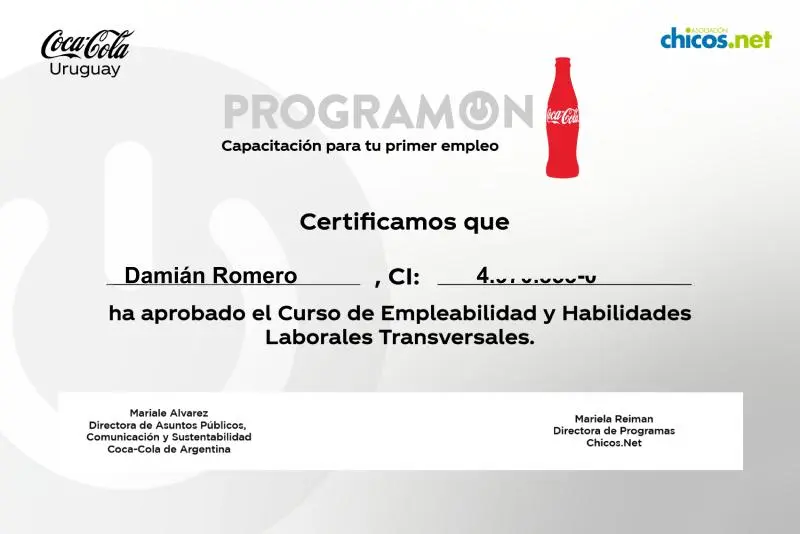 Coca-Cola
Uruguay
ASOCIACIÓN
chicos.net
PROGRAMON
Coca-Cola
Capacitación para tu primer empleo
Certificamos que
Damián Romero , CI:
ha aprobado el Curso de Empleabilidad y Habilidades
Laborales Transversales.
Mariale Alvarez
Directora de Asuntos Públicos,
Comunicación y Sustentabilidad
Coca-Cola de Argentina
Mariela Reiman
Directora de Programas
Chicos.Net